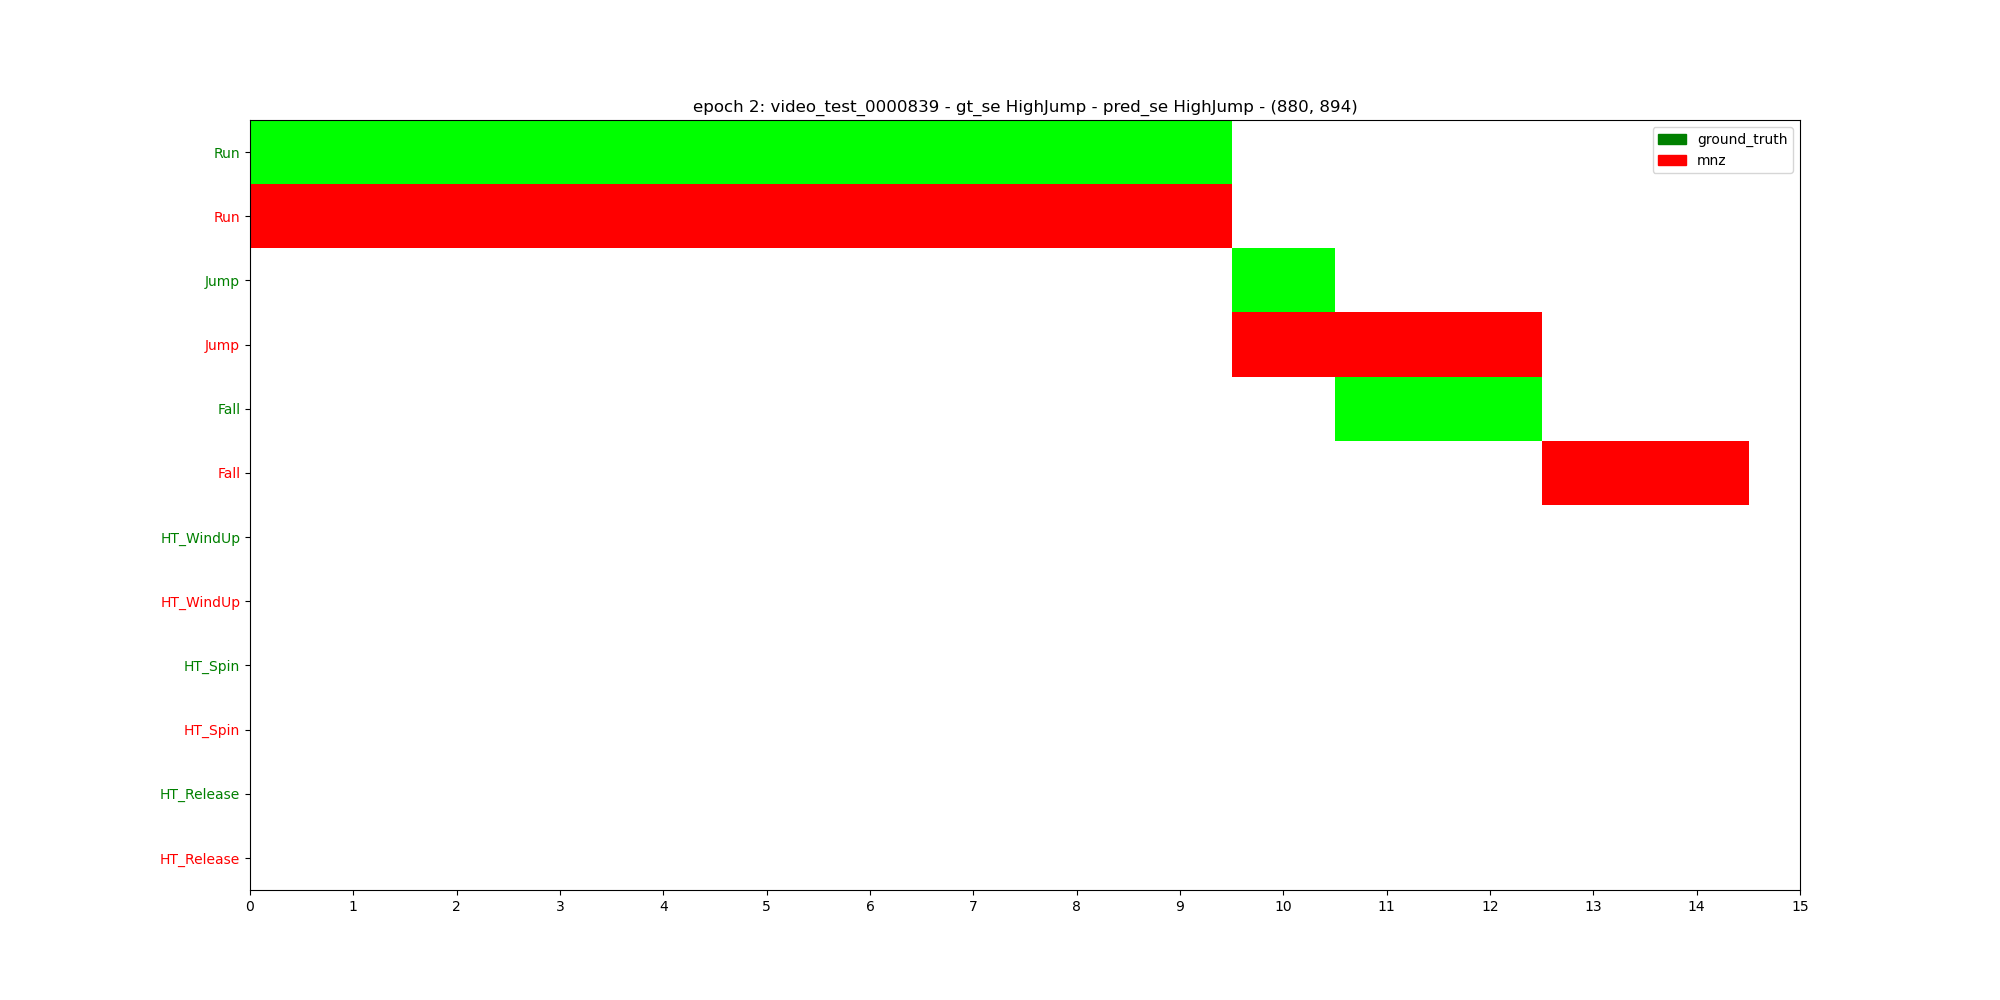 epoch 2: video_test_0000839 - gt_se HighJump - pred_se HighJump - (880, 894)
ground_truth
mnz
Run
Run
Jump
Jump
Fall
Fall
HT_WindUp
HT_WindUp
HT_Spin
HT_Spin
HT_Release
HT_Release
0 1 2 3 4 5 6 7 8 9 10 11 12 13 14 15